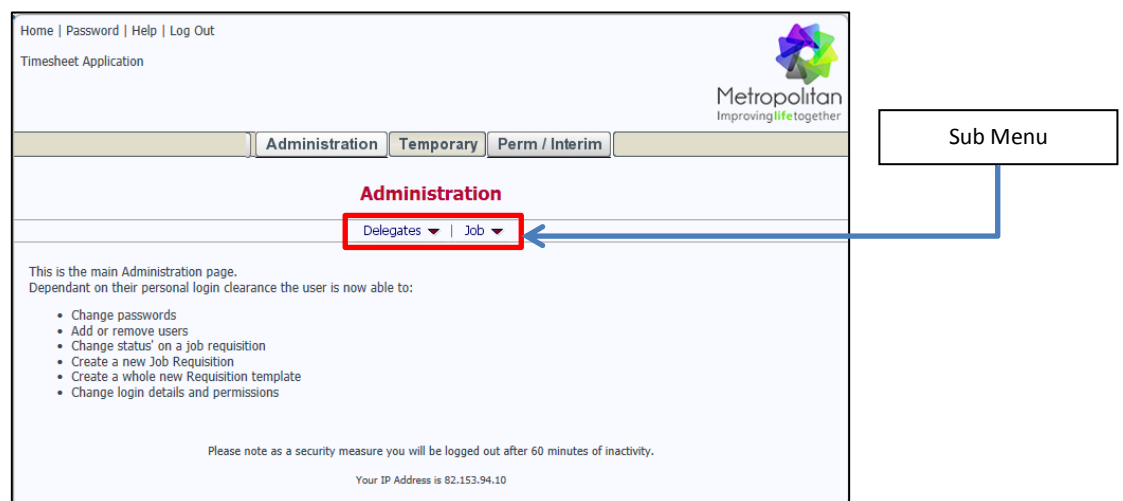 Home | Password | Help | Log Out
Timesheet Application
Metropolitan
Improvinglifetogether
Administration Temporary Perm / Interim
Sub Menu
Administration
Delegates | Job
This is the main Administration page.
Dependant on their personal login clearance the user is now able to:
• Change passwords
• Add or remove users
• Change status' on a job requisition
• Create a new Job Requisition
• Create a whole new Requisition template
• Change login details and permissions
Please note as a security measure you will be logged out after 60 minutes of inactivity.
Your IP Address is 82.153.94.10